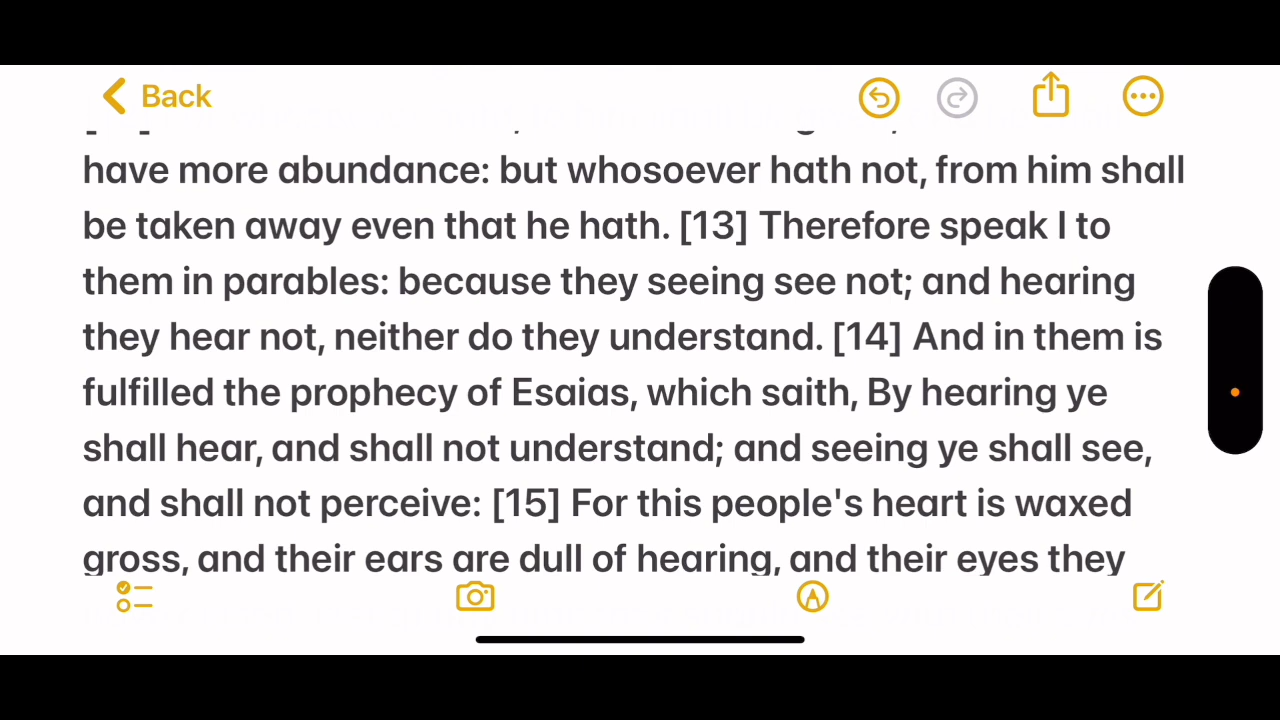 Back
have more abundance: but whosoever hath not, from him shall
be taken away even that he hath. [13] Therefore speak I to
them in parables: because they seeing see not; and hearing
they hear not, neither do they understand. [14] And in them is
fulfilled the prophecy of Esaias, which saith, By hearing ye
shall hear, and shall not understand; and seeing ye shall see,
and shall not perceive: [15] For this people's heart is waxed
gross, and their ears are dull of hearing, and their eyes they